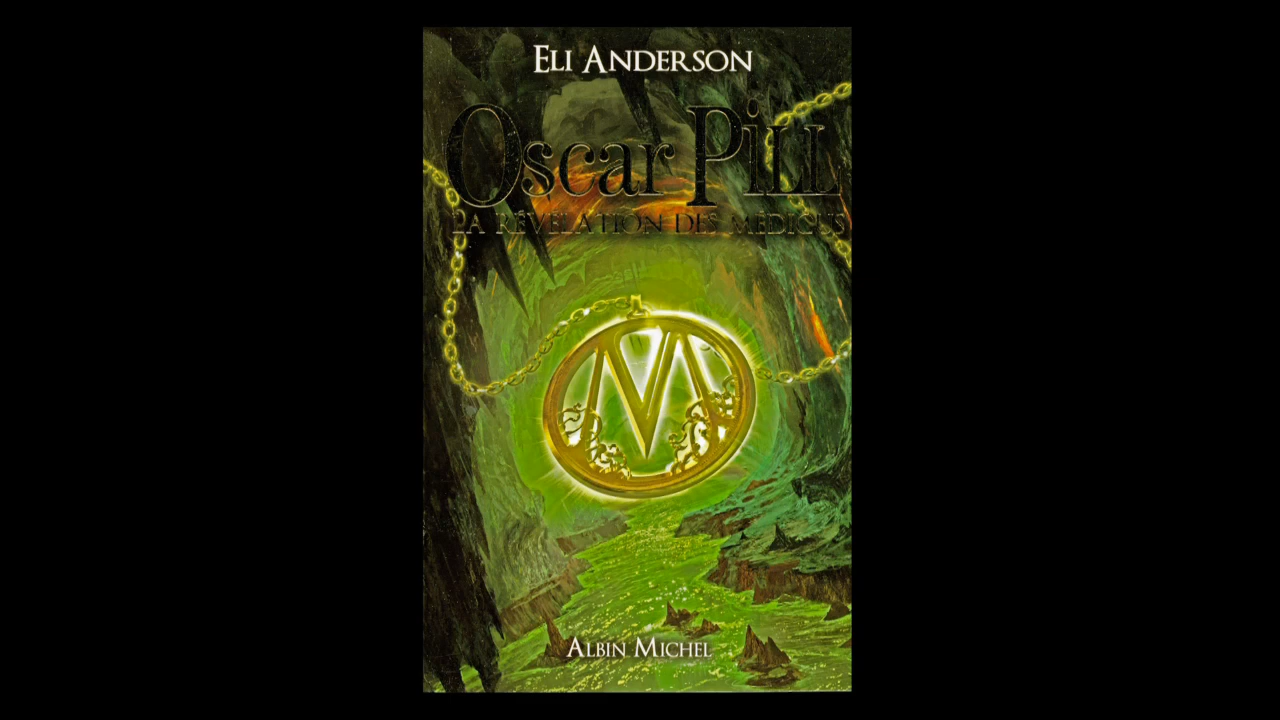 Eli Anderson
Oscar Pill
La Révélation des Médicus
M
Albin Michel